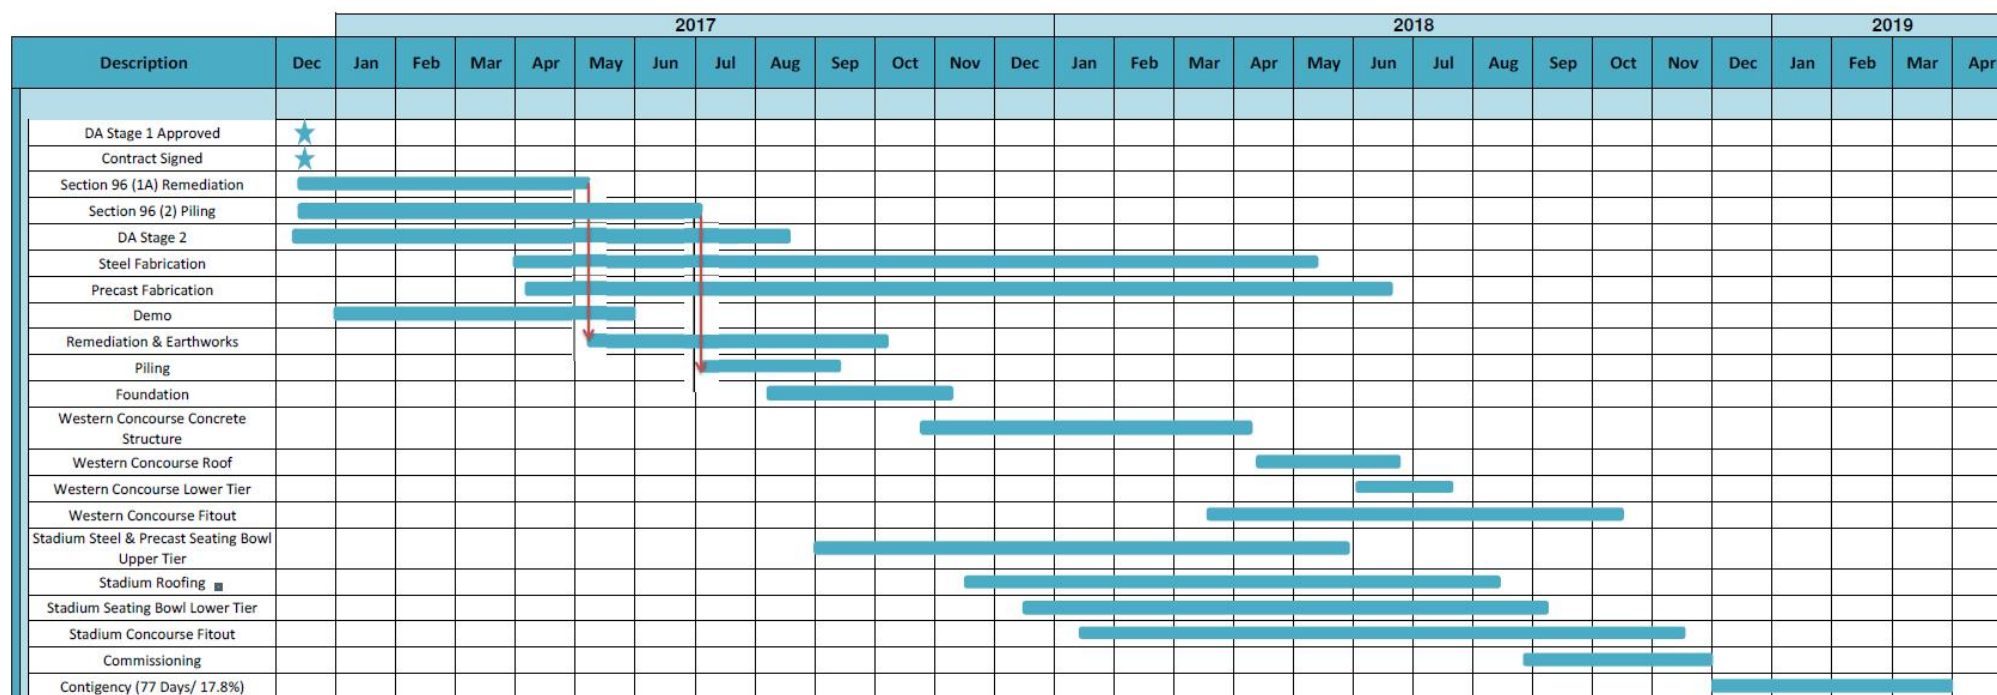 2017 2018 2019
Description Dec Jan Feb Mar Apr May Jun Jul Aug Sep Oct Nov Dec Jan Feb Mar Apr May Jun Jul Aug Sep Oct Nov Dec Jan Feb Mar Apr
DA Stage 1 Approved
Contract Signed
Section 96 (1A) Remediation
Section 96 (2) Piling
DA Stage 2
Steel Fabrication
Precast Fabrication
Demo
Remediation & Earthworks
Piling
Foundation
Western Concourse Concrete
Structure
Western Concourse Roof
Western Concourse Lower Tier
Western Concourse Fitout
Stadium Steel & Precast Seating Bowl
Upper Tier
Stadium Roofing
Stadium Seating Bowl Lower Tier
Stadium Concourse Fitout
Commissioning
Contigency (77 Days/ 17.8%)